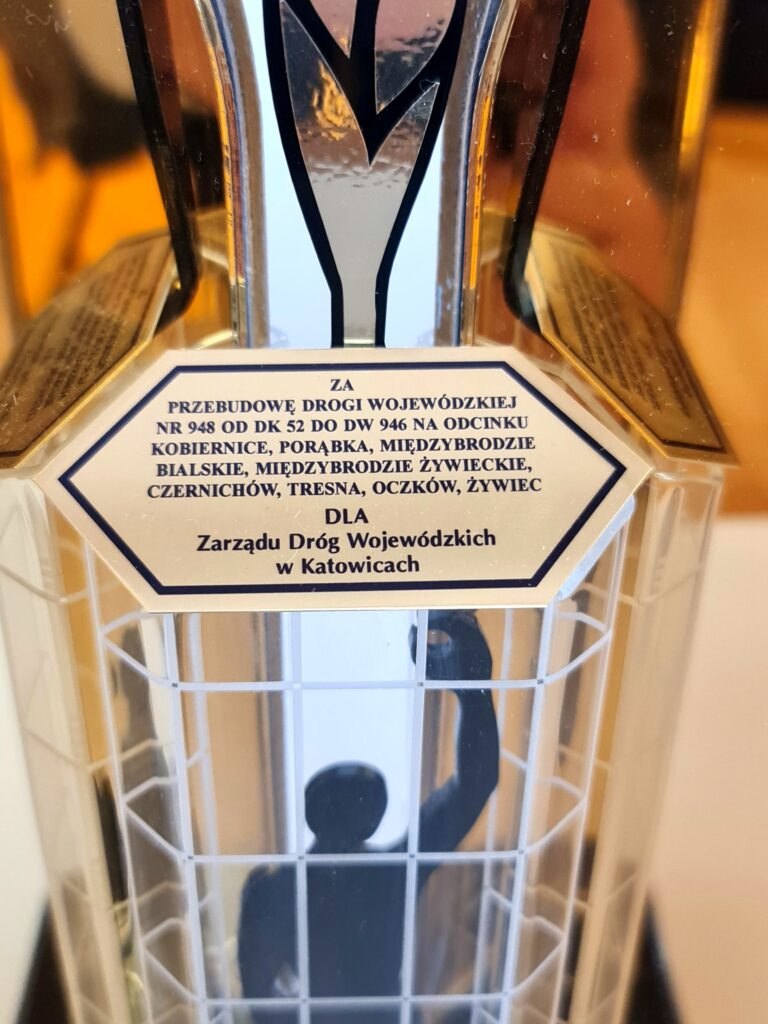 ZA
PRZEBUDOWĘ DROGI WOJEWÓDZKIEJ
NR 948 OD DK 52 DO DW 946 NA ODCINKU
KOBIERNICE, PORĄBKA, MIĘDZYBRODZIE
BIALSKIE, MIĘDZYBRODZIE ŻYWIECKIE,
CZERNICHÓW, TRESNA, OCZKÓW, ŻYWIEC
DLA
Zarządu Dróg Wojewódzkich
w Katowicach